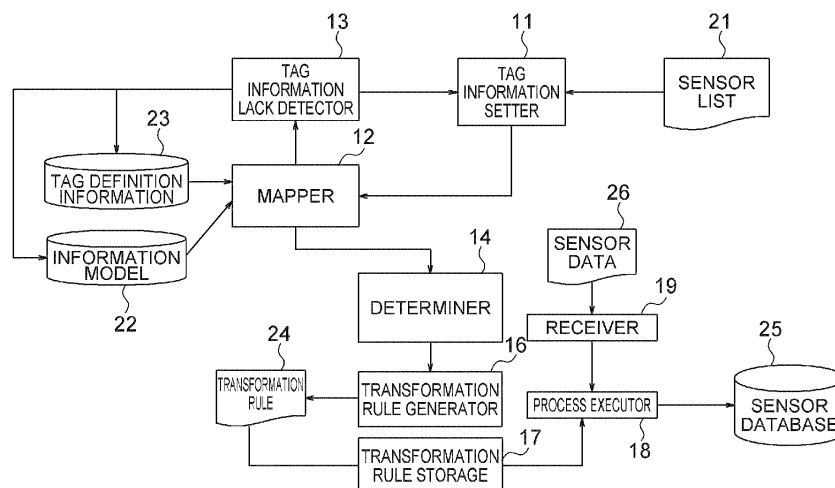 13
TAG
INFORMATION
LACK DETECTOR
11
TAG
INFORMATION
SETTER
21
SENSOR
LIST
23
TAG DEFINITION
INFORMATION
12
MAPPER
INFORMATION
MODEL
22
14
DETERMINER
26
SENSOR
DATA
19
RECEIVER
24
TRANSFORMATION
RULE
16
TRANSFORMATION
RULE GENERATOR
PROCESS EXECUTOR
18
25
SENSOR
DATABASE
17
TRANSFORMATION
RULE STORAGE